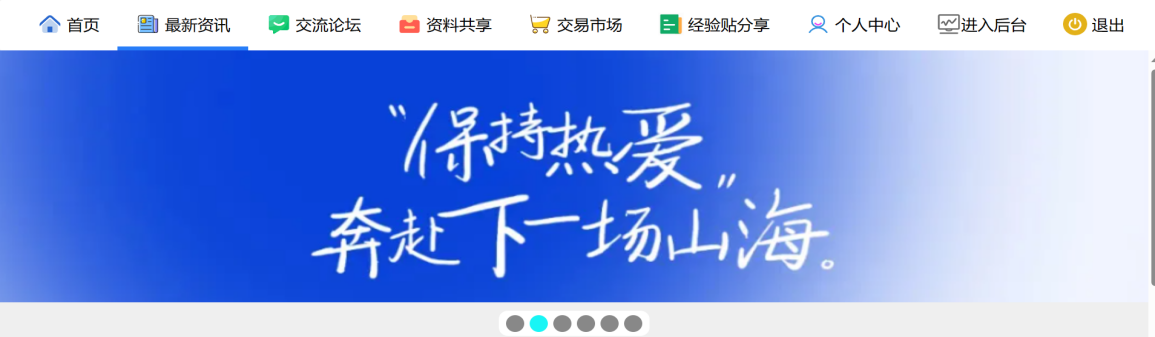 首页 最新资讯 交流论坛 资料共享 交易市场 经验贴分享 个人中心 进入后台 退出
“保持热爱”
奔赴下一场山海。